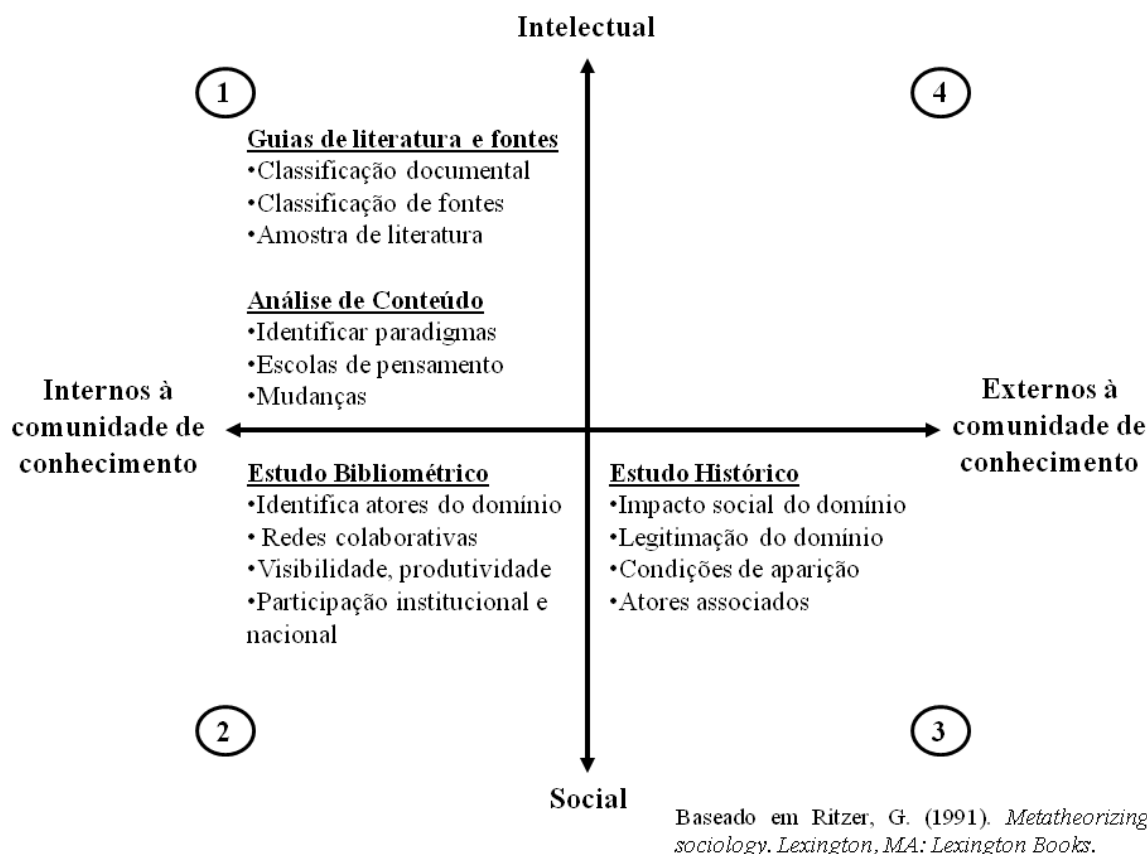 Intelectual
1
4
Guias de literatura e fontes
•Classificação documental
•Classificação de fontes
•Amostra de literatura
Análise de Conteúdo
•Identificar paradigmas
•Escolas de pensamento
•Mudanças
Internos à
comunidade de
conhecimento
Externos à
comunidade de
conhecimento
Estudo Bibliométrico
•Identifica atores do domínio
• Redes colaborativas
•Visibilidade, produtividade
•Participação institucional e
nacional
Estudo Histórico
•Impacto social do domínio
•Legitimação do domínio
•Condições de aparição
•Atores associados
2
3
Social
Baseado em Ritzer, G. (1991). Metatheorizing
sociology. Lexington, MA: Lexington Books.